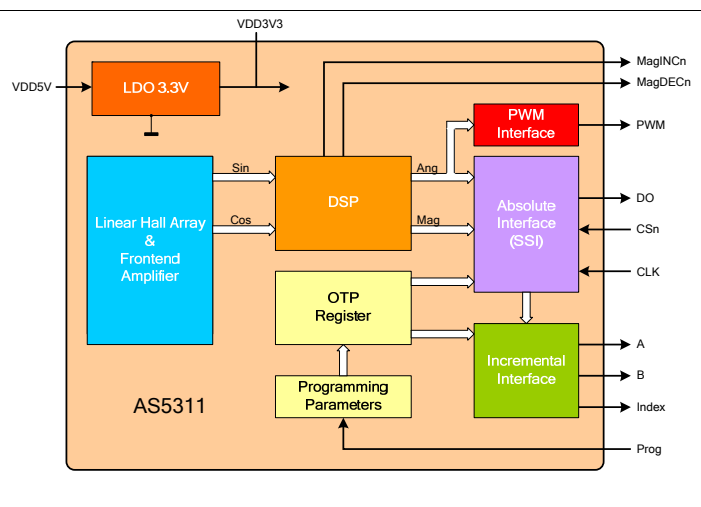 VDD3V3
MagINCn
VDD5V
LDO 3.3V
MagDECn
PWM
Interface
PWM
Sin
Ang
Linear Hall Array
&
Frontend
Amplifier
DSP
Absolute
Interface
(SSI)
DO
Cos
Mag
CSn
CLK
OTP
Register
A
Incremental
Interface
B
Programming
Parameters
AS5311
Index
Prog